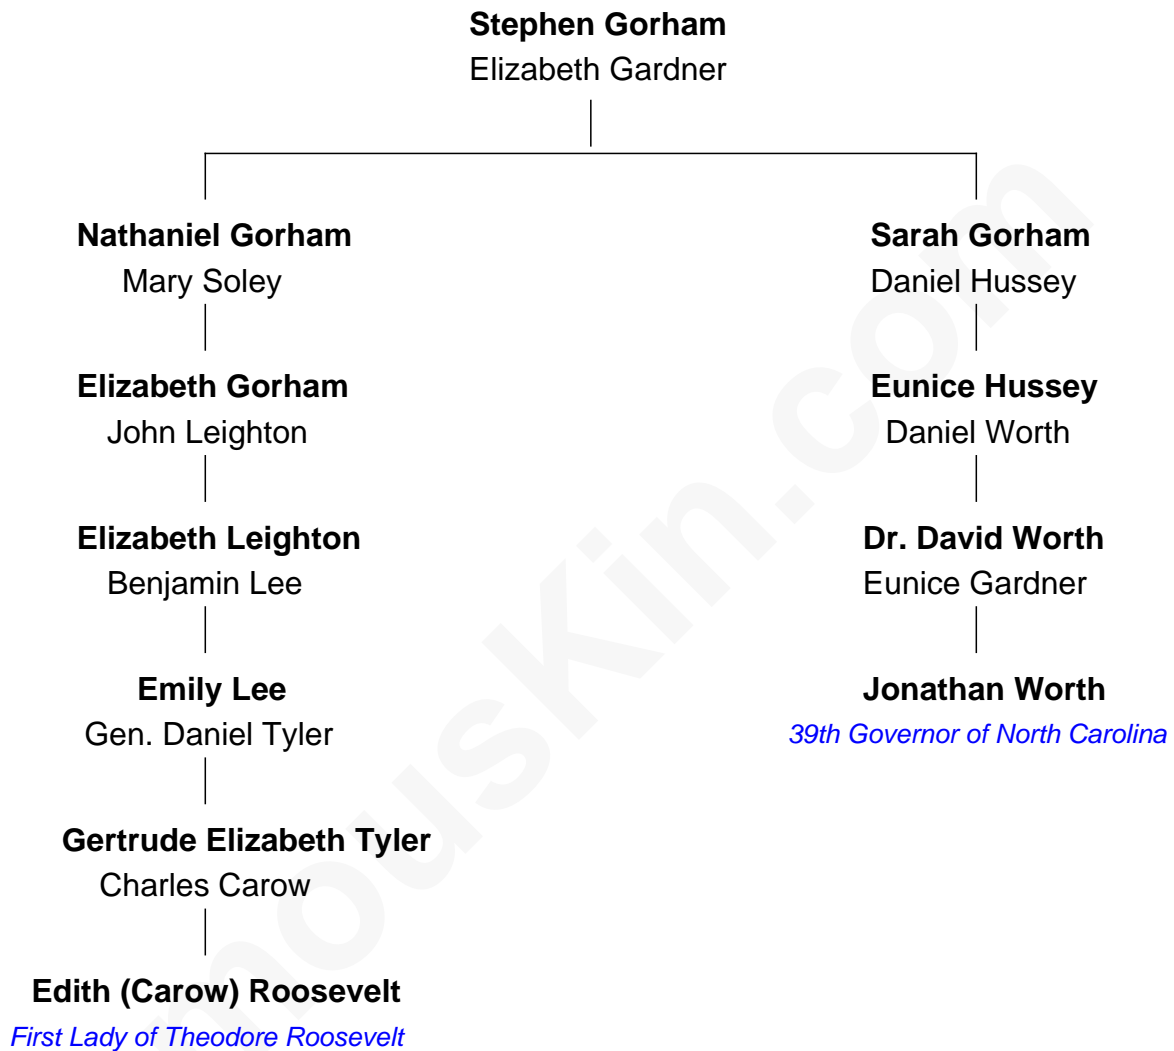 Stephen Gorham
Elizabeth Gardner
Nathaniel Gorham
Mary Soley
Sarah Gorham
Daniel Hussey
Elizabeth Gorham
John Leighton
Eunice Hussey
Daniel Worth
Elizabeth Leighton
Benjamin Lee
Dr. David Worth
Eunice Gardner
Emily Lee
Gen. Daniel Tyler
Jonathan Worth
39th Governor of North Carolina
Gertrude Elizabeth Tyler
Charles Carow
Edith (Carow) Roosevelt
First Lady of Theodore Roosevelt
mouskin.com